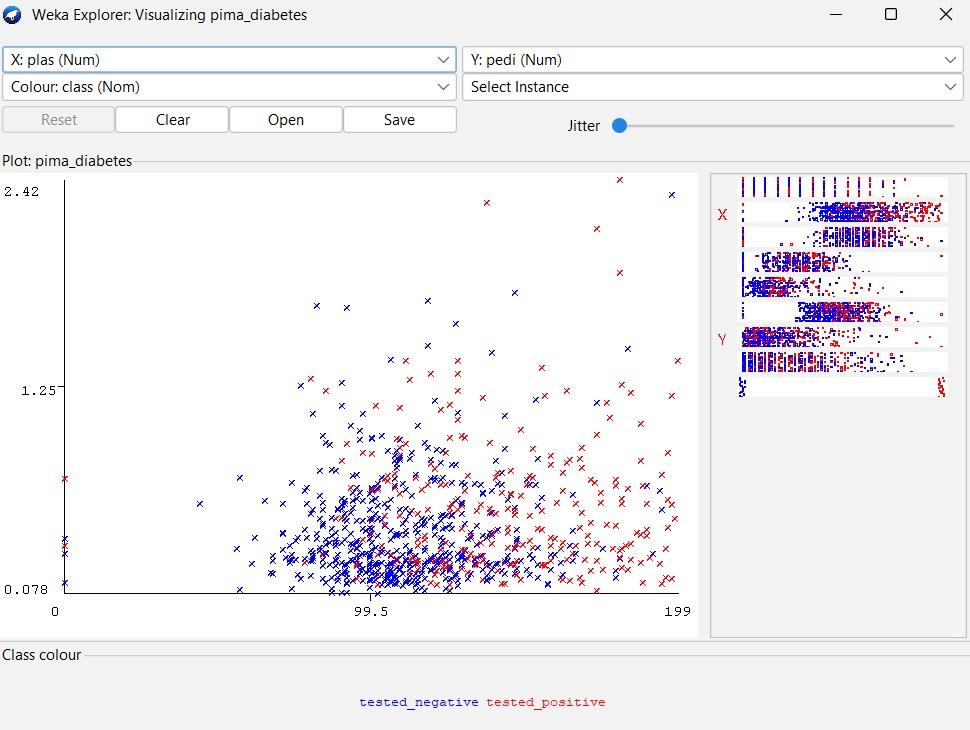 Weka Explorer: Visualizing pima_diabetes
X: plas (Num)
Y: pedi (Num)
Colour: class (Nom)
Select Instance
Reset
Clear
Open
Save
Jitter
Plot: pima_diabetes
2.42
1.25
0.078
0
99.5
199
X
Y
Class colour
tested_negative tested_positive